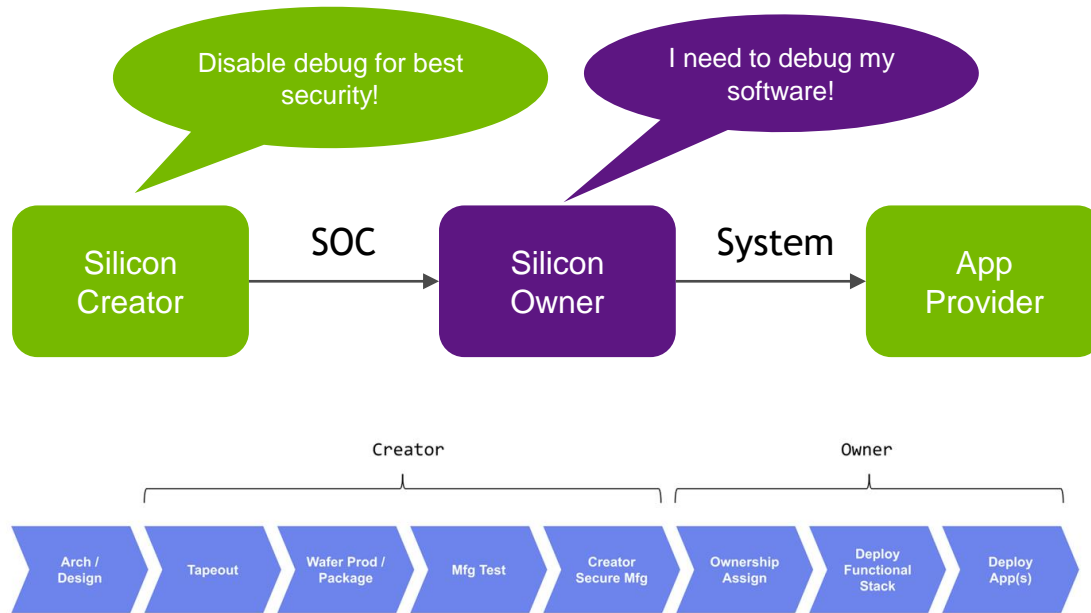 Disable debug for best
security!
I need to debug my
software!
Silicon
Creator
SOC
Silicon
Owner
System
App
Provider
Creator
Owner
Arch /
Design
Tapeout
Wafer Prod /
Package
Mfg Test
Creator
Secure Mfg
Ownership
Assign
Deploy
Functional
Stack
Deploy
App(s)